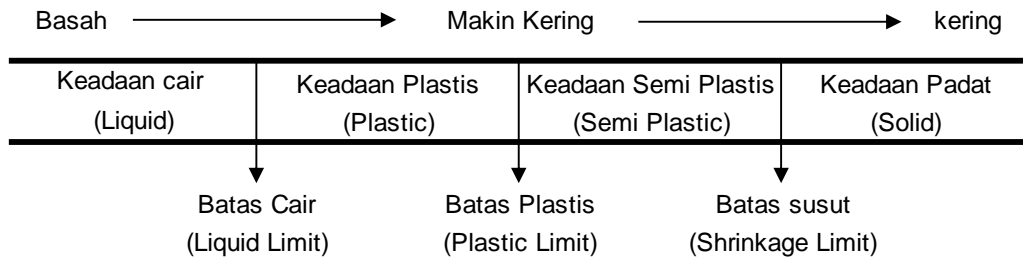 Basah Makin Kering kering
Keadaan cair Keadaan Plastis Keadaan Semi Plastis Keadaan Padat
(Liquid) (Plastic) (Semi Plastic) (Solid)
Batas Cair Batas Plastis Batas susut
(Liquid Limit) (Plastic Limit) (Shrinkage Limit)